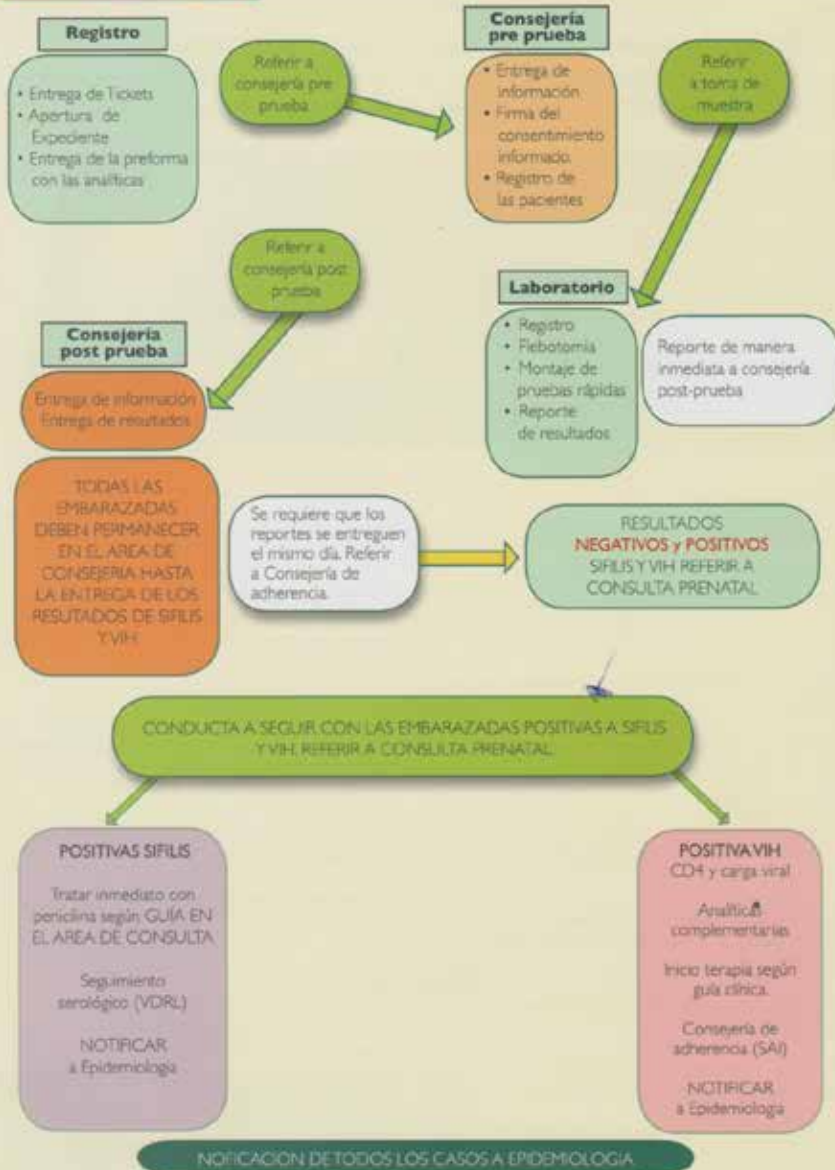 Registro
• Entrega de Tickets
• Apertura de
Expediente
• Entrega de la preforma
con las analíticas
Referir a
consejería pre
prueba
Consejería
pre prueba
• Entrega de
información
• Firma del
consentimiento
informado.
• Registro de
las pacientes
Referir
a toma de
muestra
Referir a
consejería post
prueba
Laboratorio
• Registro
• Flebotomía
• Montaje de
pruebas rápidas
• Reporte
de resultados
Reporte de manera
inmediata a consejería
post-prueba
Consejería
post prueba
Entrega de información
Entrega de resultados
TODAS LAS
EMBARAZADAS
DEBEN PERMANECER
EN EL AREA DE
CONSEJERIA HASTA
LA ENTREGA DE LOS
RESUTADOS DE SIFILIS
Y VIH
Se requiere que los
reportes se entreguen
el mismo día. Referir
a Consejería de
adherencia.
RESULTADOS
NEGATIVOS y POSITIVOS
SIFILIS Y VIH REFERIR A
CONSULTA PRENATAL
CONDUCTA A SEGUIR CON LAS EMBARAZADAS POSITIVAS A SIFILIS
Y VIH. REFERIR A CONSULTA PRENATAL
POSITIVAS SIFILIS
Tratar inmediato con
penicilina según GUÍA EN
EL AREA DE CONSULTA
Seguimiento
serológico (VDRL)
NOTIFICAR
a Epidemiología
POSITIVA VIH
CD4 y carga viral
Analíticas
complementarias
Inicio terapia según
guía clínica.
Consejería de
adherencia (SAI)
NOTIFICAR
a Epidemiología
NOFICACION DE TODOS LOS CASOS A EPIDEMIOLOGIA